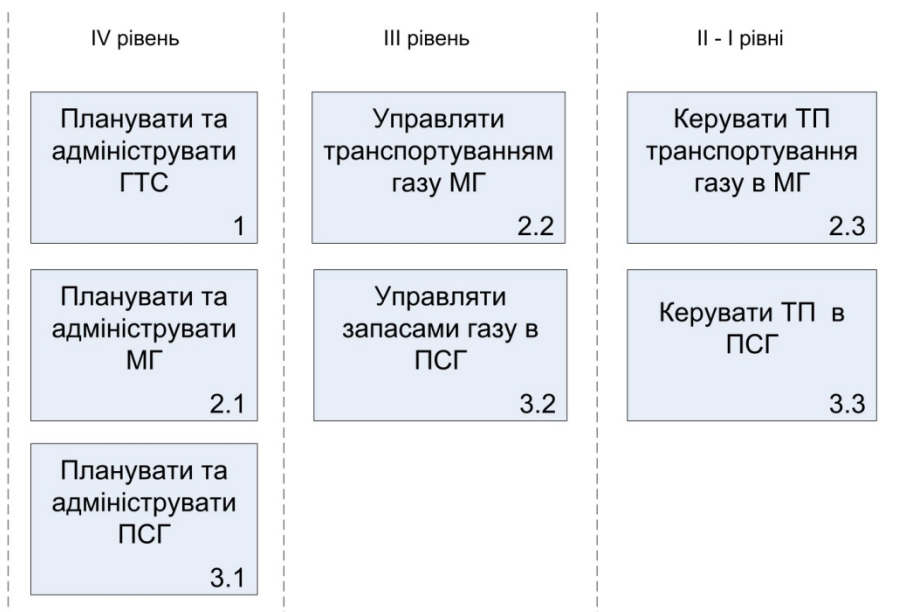 IV рівень
III рівень
II - I рівні
Планувати та
адмініструвати
ГТС
1
Управляти
транспортуванням
газу МГ
2.2
Керувати ТП
транспортування
газу в МГ
2.3
Планувати та
адмініструвати
МГ
2.1
Управляти
запасами газу в
ПСГ
3.2
Керувати ТП в
ПСГ
3.3
Планувати та
адмініструвати
ПСГ
3.1